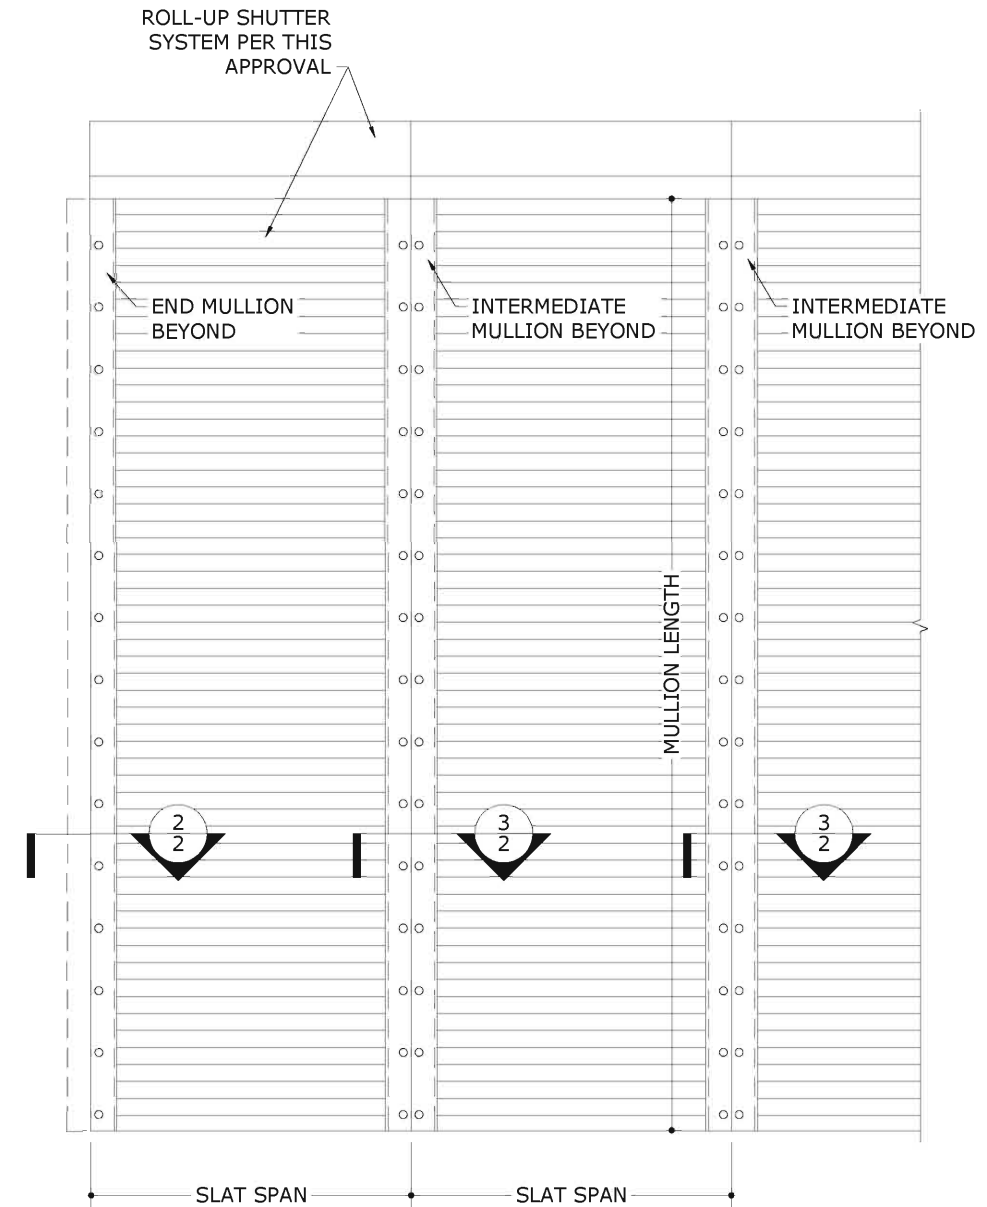 ROLL-UP SHUTTER
SYSTEM PER THIS
APPROVAL
END MULLION
BEYOND
INTERMEDIATE
MULLION BEYOND
INTERMEDIATE
MULLION BEYOND
MULLION LENGTH
2
2
3
2
3
2
SLAT SPAN
SLAT SPAN